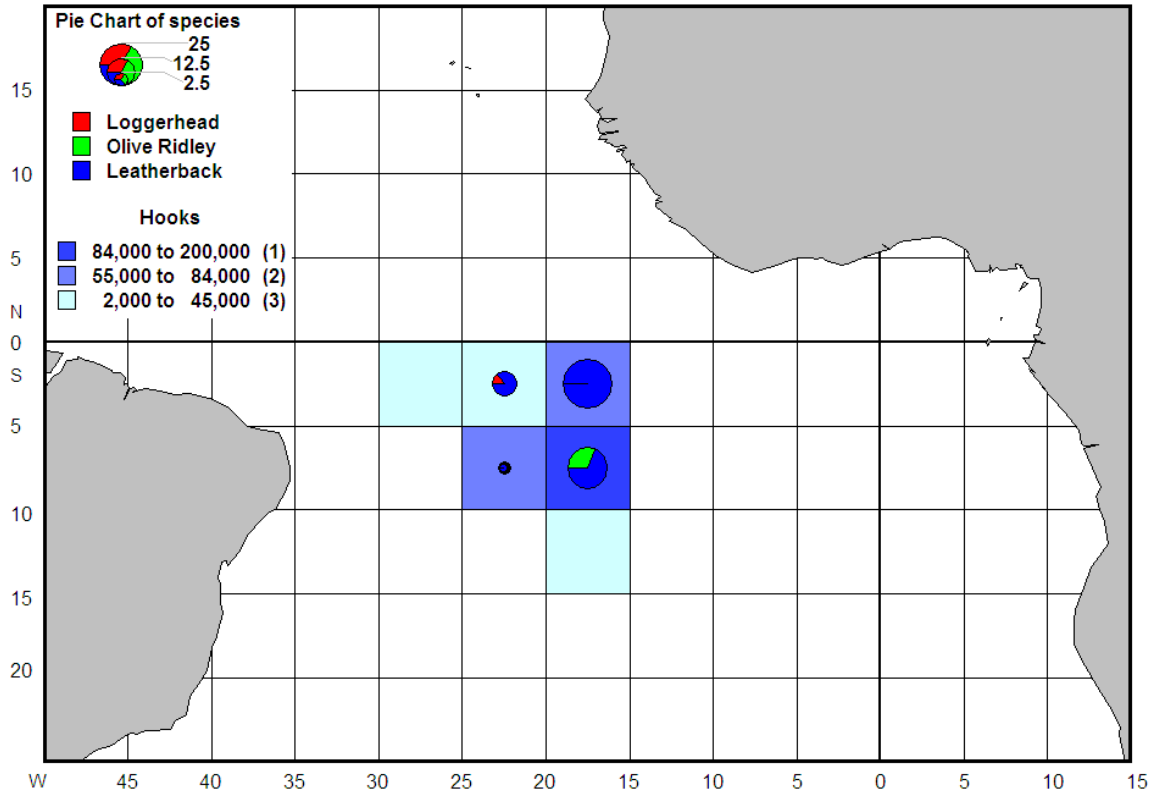 Pie Chart of species
25
12.5
2.5
Loggerhead
Olive Ridley
Leatherback
Hooks
84,000 to 200,000 (1)
55,000 to 84,000 (2)
2,000 to 45,000 (3)
15
10
5
N
0
S
5
10
15
20
W 45 40 35 30 25 20 15 10 5 0 5 10 15